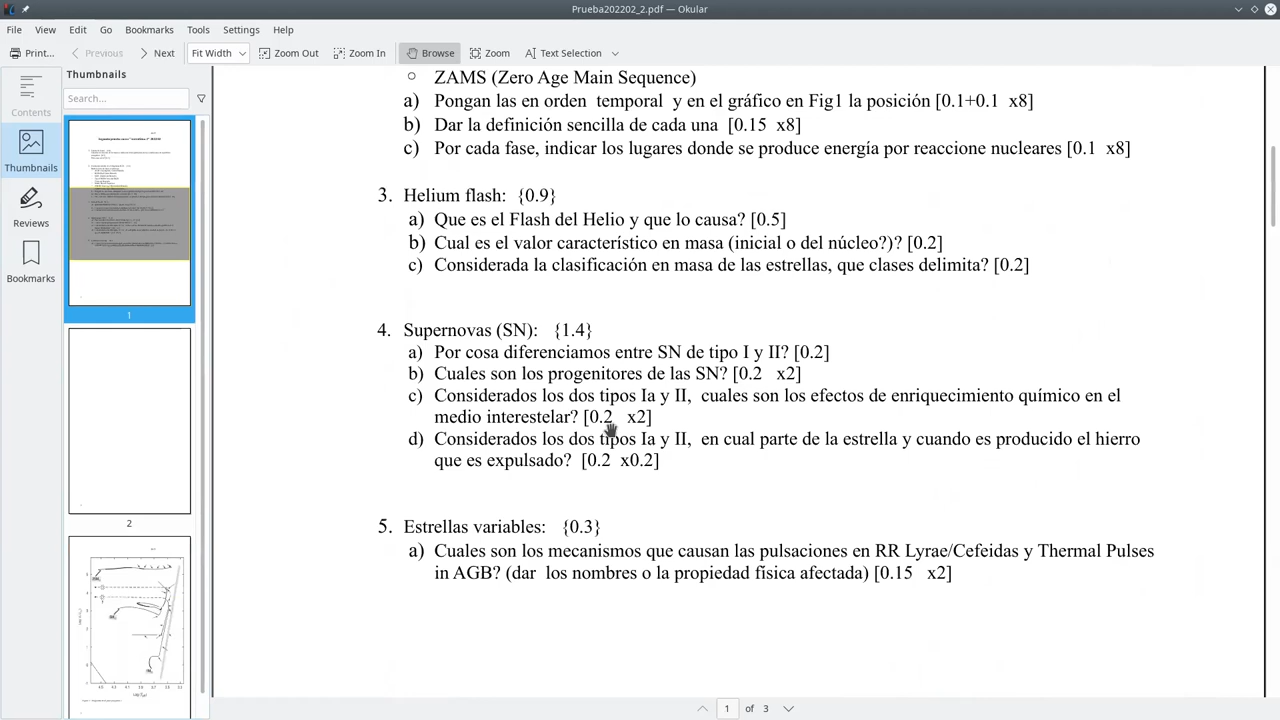 Prueba202202_2.pdf — Okular
File View Edit Go Bookmarks Tools Settings Help
Print... Previous Next Fit Width Zoom Out Zoom In Browse Zoom Text Selection
Contents
Thumbnails
Reviews
Bookmarks
Thumbnails
Search...
1
2
○ ZAMS (Zero Age Main Sequence)
a) Pongan las en orden temporal y en el gráfico en Fig1 la posición [0.1+0.1 x8]
b) Dar la definición sencilla de cada una [0.15 x8]
c) Por cada fase, indicar los lugares donde se produce energía por reaccione nucleares [0.1 x8]
3. Helium flash: {0.9}
a) Que es el Flash del Helio y que lo causa? [0.5]
b) Cual es el valor característico en masa (inicial o del núcleo?)? [0.2]
c) Considerada la clasificación en masa de las estrellas, que clases delimita? [0.2]
4. Supernovas (SN): {1.4}
a) Por cosa diferenciamos entre SN de tipo I y II? [0.2]
b) Cuales son los progenitores de las SN? [0.2 x2]
c) Considerados los dos tipos Ia y II, cuales son los efectos de enriquecimiento químico en el
medio interestelar? [0.2 x2]
d) Considerados los dos tipos Ia y II, en cual parte de la estrella y cuando es producido el hierro
que es expulsado? [0.2 x0.2]
5. Estrellas variables: {0.3}
a) Cuales son los mecanismos que causan las pulsaciones en RR Lyrae/Cefeidas y Thermal Pulses
in AGB? (dar los nombres o la propiedad física afectada) [0.15 x2]
1 of 3